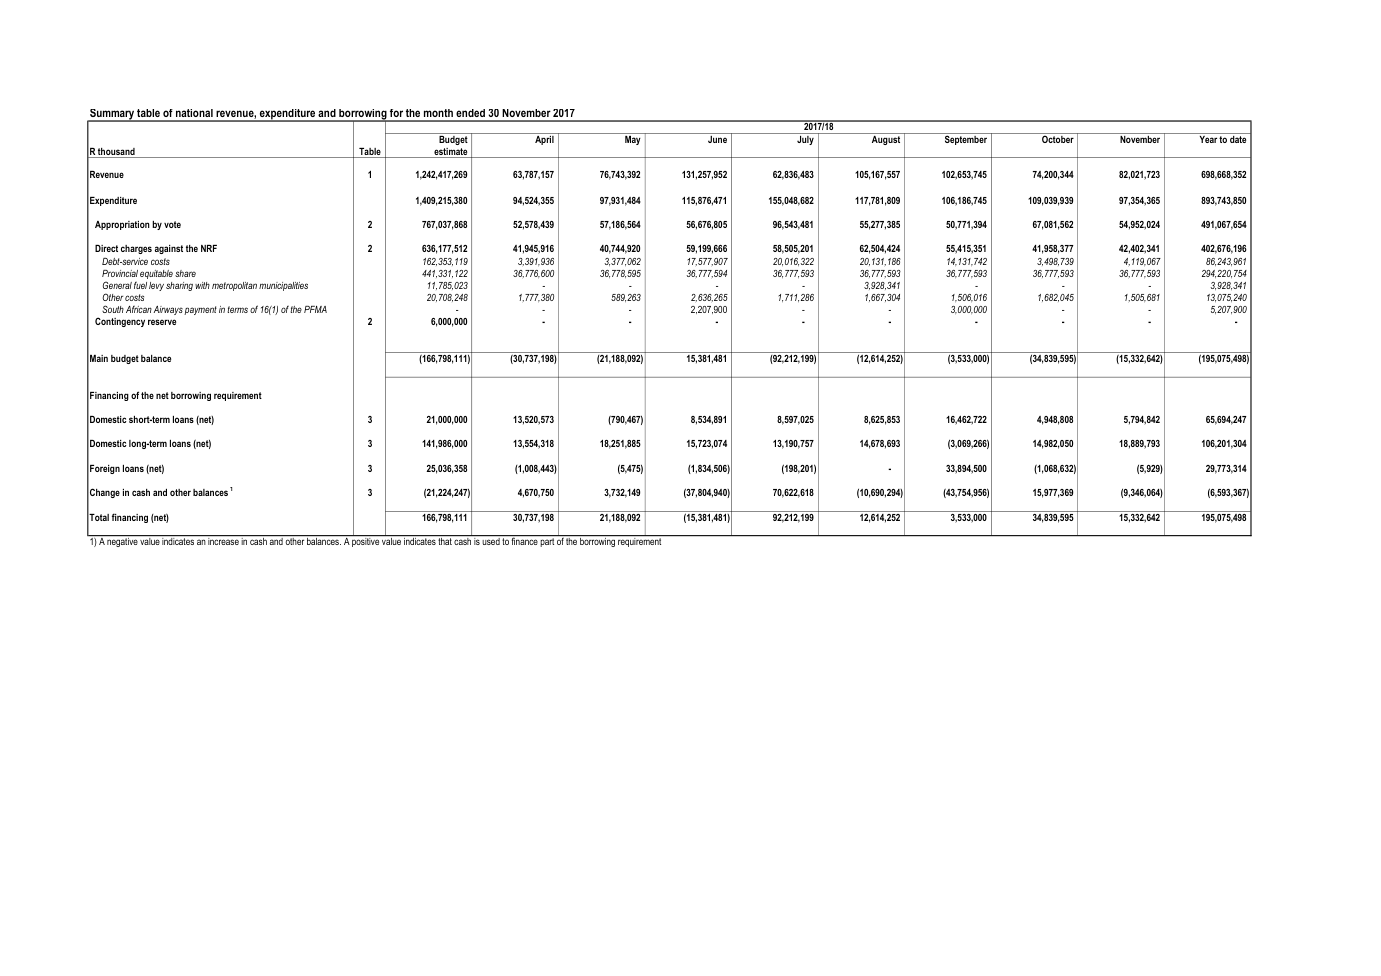 Summary table of national revenue, expenditure and borrowing for the month ended 30 November 2017
2017/18
Budget April May June July August September October November Year to date
R thousand Table estimate
Revenue 1 1,242,417,269 63,787,157 76,743,392 131,257,952 62,836,483 105,167,557 102,653,745 74,200,344 82,021,723 698,668,352
Expenditure 1,409,215,380 94,524,355 97,931,484 115,876,471 155,048,682 117,781,809 106,186,745 109,039,939 97,354,365 893,743,850
Appropriation by vote 2 767,037,868 52,578,439 57,186,564 56,676,805 96,543,481 55,277,385 50,771,394 67,081,562 54,952,024 491,067,654
Direct charges against the NRF 2 636,177,512 41,945,916 40,744,920 59,199,666 58,505,201 62,504,424 55,415,351 41,958,377 42,402,341 402,676,196
Debt-service costs 162,353,119 3,391,936 3,377,062 17,577,907 20,016,322 20,131,186 14,131,742 3,498,739 4,119,067 86,243,961
Provincial equitable share 441,331,122 36,776,600 36,778,595 36,777,594 36,777,593 36,777,593 36,777,593 36,777,593 36,777,593 294,220,754
General fuel levy sharing with metropolitan municipalities 11,785,023 - - - - 3,928,341 - - - 3,928,341
Other costs 20,708,248 1,777,380 589,263 2,636,265 1,711,286 1,667,304 1,506,016 1,682,045 1,505,681 13,075,240
South African Airways payment in terms of 16(1) of the PFMA - - - 2,207,900 - - 3,000,000 - - 5,207,900
Contingency reserve 2 6,000,000 - - - - - - - - -
Main budget balance (166,798,111) (30,737,198) (21,188,092) 15,381,481 (92,212,199) (12,614,252) (3,533,000) (34,839,595) (15,332,642) (195,075,498)
Financing of the net borrowing requirement
Domestic short-term loans (net) 3 21,000,000 13,520,573 (790,467) 8,534,891 8,597,025 8,625,853 16,462,722 4,948,808 5,794,842 65,694,247
Domestic long-term loans (net) 3 141,986,000 13,554,318 18,251,885 15,723,074 13,190,757 14,678,693 (3,069,266) 14,982,050 18,889,793 106,201,304
Foreign loans (net) 3 25,036,358 (1,008,443) (5,475) (1,834,506) (198,201) - 33,894,500 (1,068,632) (5,929) 29,773,314
Change in cash and other balances 1 3 (21,224,247) 4,670,750 3,732,149 (37,804,940) 70,622,618 (10,690,294) (43,754,956) 15,977,369 (9,346,064) (6,593,367)
Total financing (net) 166,798,111 30,737,198 21,188,092 (15,381,481) 92,212,199 12,614,252 3,533,000 34,839,595 15,332,642 195,075,498
1) A negative value indicates an increase in cash and other balances. A positive value indicates that cash is used to finance part of the borrowing requirement